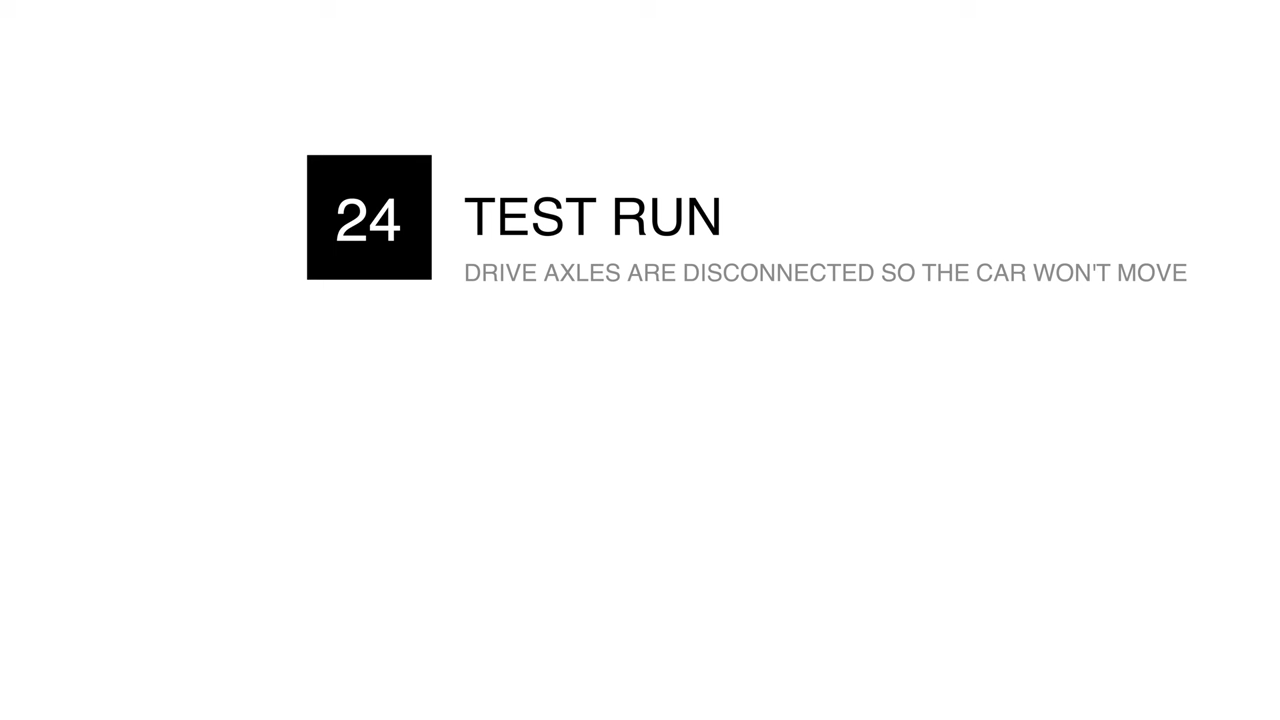 24
TEST RUN
DRIVE AXLES ARE DISCONNECTED SO THE CAR WON'T MOVE